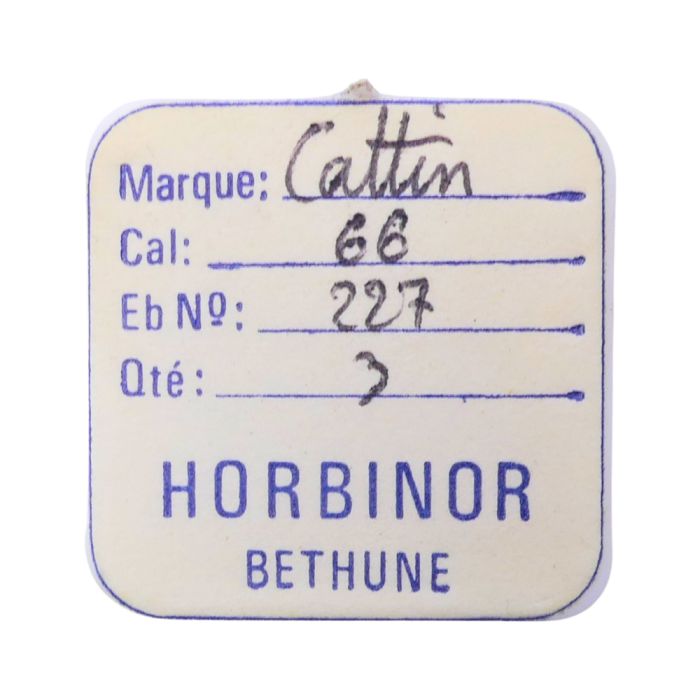 Marque: Cattin
Cal: 66
Eb Nº: 227
Qté: 3
HORBINOR
BETHUNE